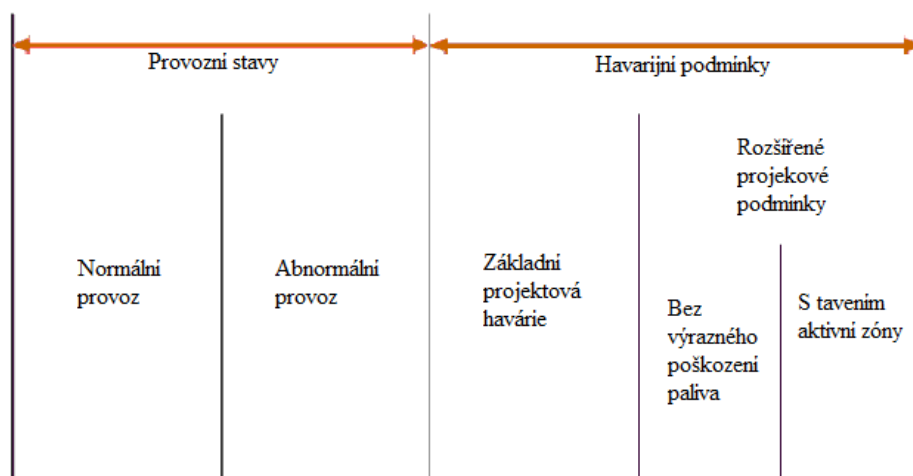 Provozní stavy
Havarijní podmínky
Normální
provoz
Abnormální
provoz
Základní
projektová
havárie
Rozšířené
projekové
podmínky
Bez
výrazného
poškození
paliva
S tavením
aktivní zóny